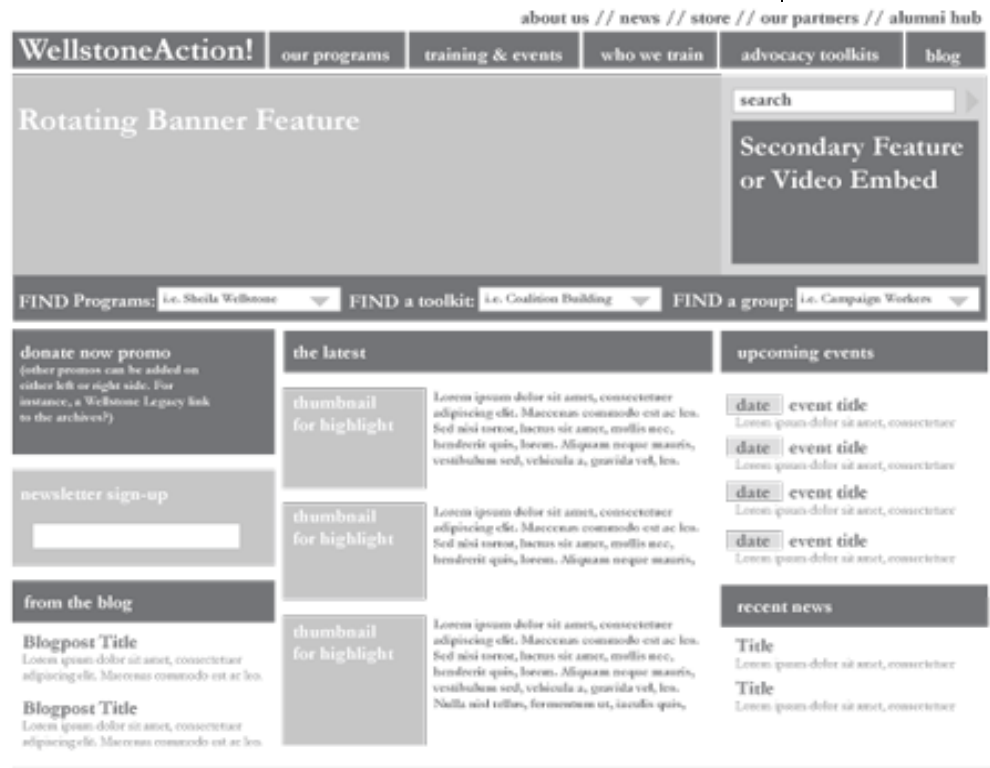 about us // news // store // our partners // alumni hub
WellstoneAction!
our programs
training & events
who we train
advocacy toolkits
blog
Rotating Banner Feature
search
Secondary Feature
or Video Embed
FIND Programs:
i.e. Sheila Wellstone
FIND a toolkit:
i.e. Coalition Building
FIND a group:
i.e. Campaign Workers
donate now promo
(other promos can be added on
either left or right side. For
instance, a Wellstone Legacy link
to the archives?)
newsletter sign-up
from the blog
Blogpost Title
Lorem ipsum dolor sit amet, consectetuer
adipiscing elit. Maecenas commodo est ac leo.
Blogpost Title
Lorem ipsum dolor sit amet, consectetuer
adipiscing elit. Maecenas commodo est ac leo.
the latest
thumbnail
for highlight
Lorem ipsum dolor sit amet, consectetuer
adipiscing elit. Maecenas commodo est ac leo.
Sed nisi tortor, luctus sit amet, mollis nec,
hendrerit quis, lorem. Aliquam neque mauris,
vestibulum sed, vehicula a, gravida vel, leo.
thumbnail
for highlight
Lorem ipsum dolor sit amet, consectetuer
adipiscing elit. Maecenas commodo est ac leo.
Sed nisi tortor, luctus sit amet, mollis nec,
hendrerit quis, lorem. Aliquam neque mauris,
thumbnail
for highlight
Lorem ipsum dolor sit amet, consectetuer
adipiscing elit. Maecenas commodo est ac leo.
Sed nisi tortor, luctus sit amet, mollis nec,
hendrerit quis, lorem. Aliquam neque mauris,
vestibulum sed, vehicula a, gravida vel, leo.
Nulla nisl tellus, fermentum ut, iaculis quis,
upcoming events
date event title
Lorem ipsum dolor sit amet, consectetuer
date event title
Lorem ipsum dolor sit amet, consectetuer
date event title
Lorem ipsum dolor sit amet, consectetuer
date event title
Lorem ipsum dolor sit amet, consectetuer
recent news
Title
Lorem ipsum dolor sit amet, consectetuer
Title
Lorem ipsum dolor sit amet, consectetuer